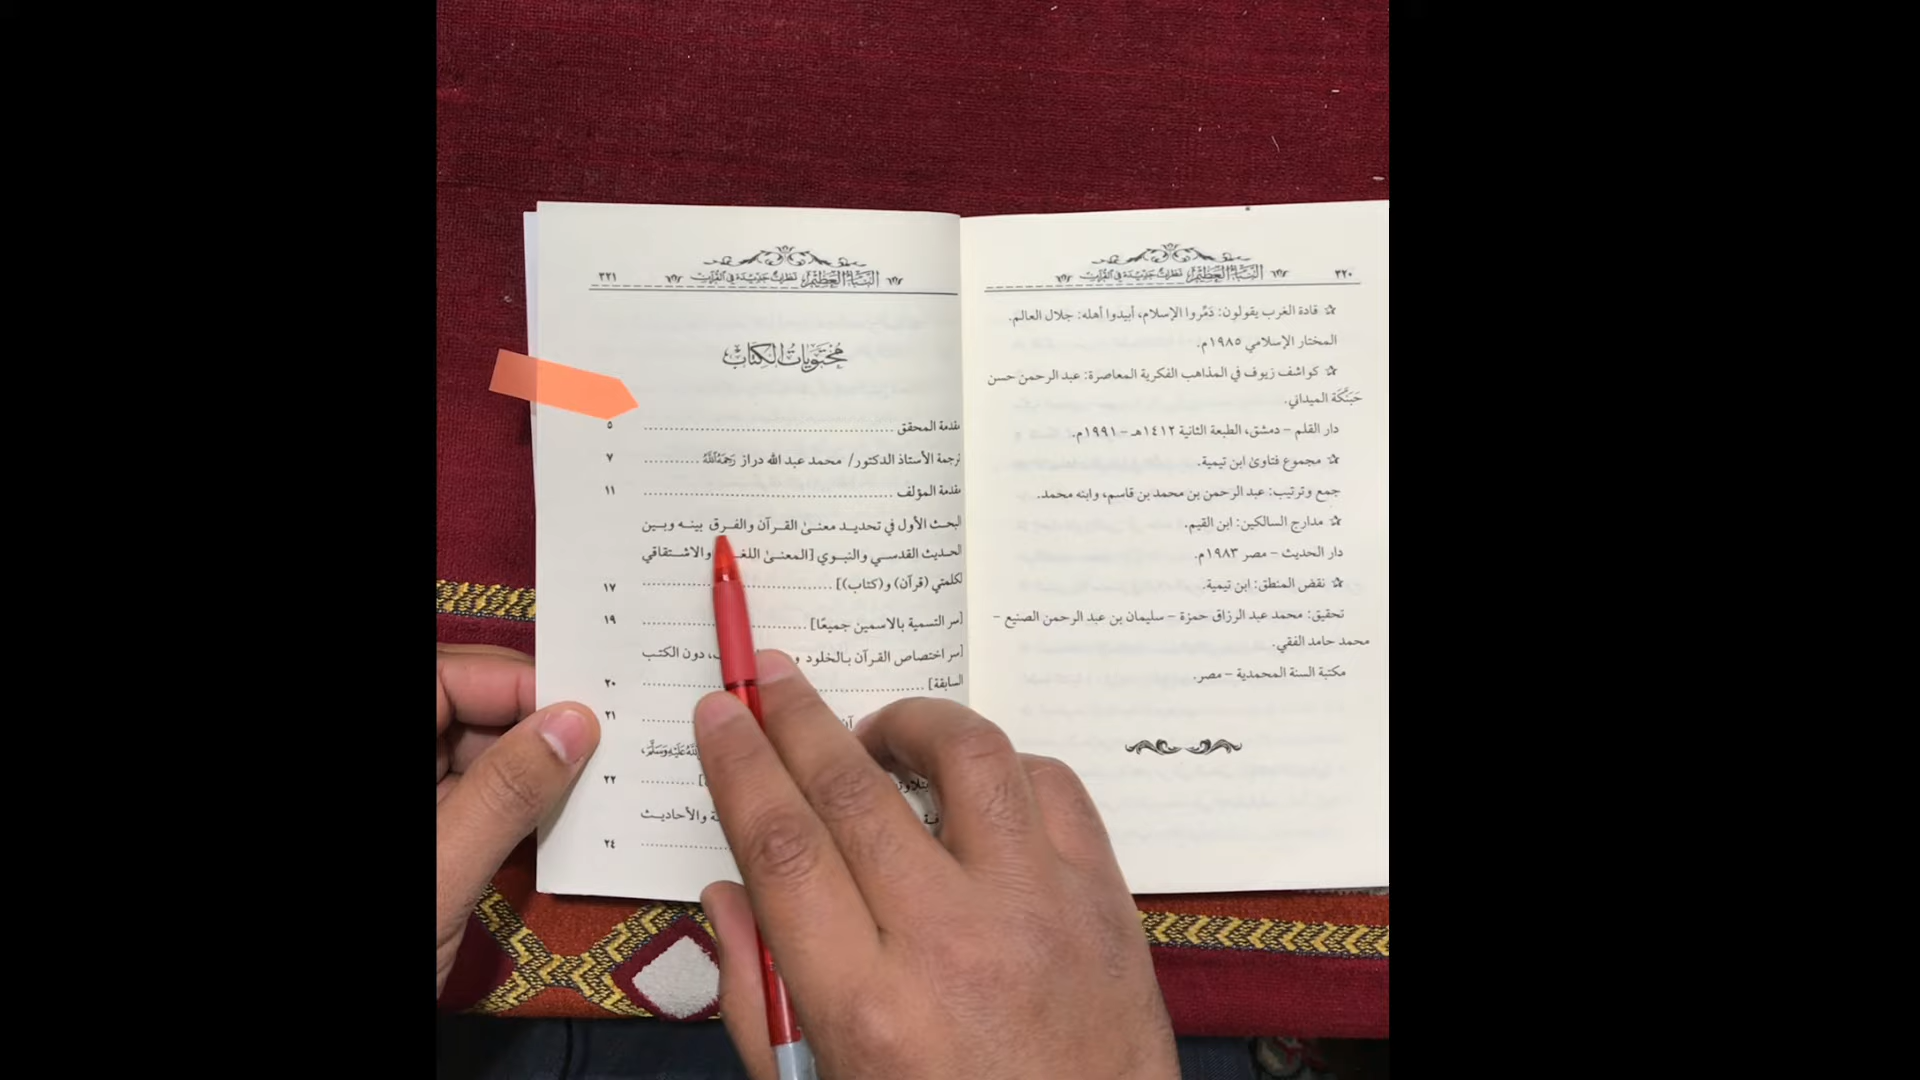 ٣٢٠
النبأ العظيم نظرات جديدة في القرآن
☆ قادة الغرب يقولون: دَمِّروا الإسلام، أبيدوا أهله: جلال العالم.
المختار الإسلامي ١٩٨٥م.
☆ كواشف زيوف في المذاهب الفكرية المعاصرة: عبد الرحمن حسن
حَبَنَّكَة الميداني.
دار القلم – دمشق، الطبعة الثانية ١٤١٢هـ – ١٩٩١م.
☆ مجموع فتاوىٰ ابن تيمية.
جمع وترتيب: عبد الرحمن بن محمد بن قاسم، وابنه محمد.
☆ مدارج السالكين: ابن القيم.
دار الحديث – مصر ١٩٨٣م.
☆ نقض المنطق: ابن تيمية.
تحقيق: محمد عبد الرزاق حمزة – سليمان بن عبد الرحمن الصنيع –
محمد حامد الفقي.
مكتبة السنة المحمدية – مصر.
النبأ العظيم نظرات جديدة في القرآن
٣٢١
محتويات الكتاب
مقدمة المحقق ........ ٥
ترجمة الأستاذ الدكتور/ محمد عبد الله دراز رحمه الله ........ ٧
مقدمة المؤلف ........ ١١
البحث الأول في تحديد معنىٰ القرآن والفرق بينه وبين
الحديث القدسي والنبوي [المعنىٰ والاشتقاقي
لكلمتي (قرآن) و(كتاب)] ........ ١٧
[سر التسمية بالاسمين جميعًا] ........ ١٩
[سر اختصاص القرآن بالخلود دون الكتب
السابقة] ........ ٢٠
٢١
٢٢
والأحاديث
٢٤